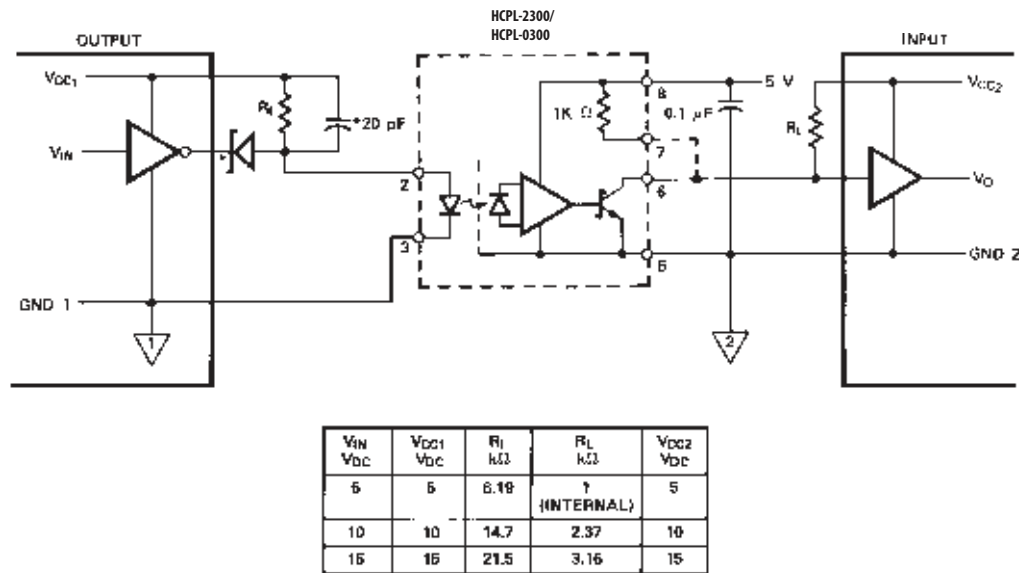 HCPL-2300/
HCPL-0300
OUTPUT
INPUT
VCC1
R1
*20 pF
VIN
GND 1
1
2
3
8
7
6
5
1K Ω
0.1 µF
5 V
2
RL
VCC2
VO
GND 2
VIN VDC VCC1 VDC RL kΩ VCC2 VDC
5 5 6.19 1 (INTERNAL) 5
10 10 14.7 2.37 10
15 15 21.5 3.16 15